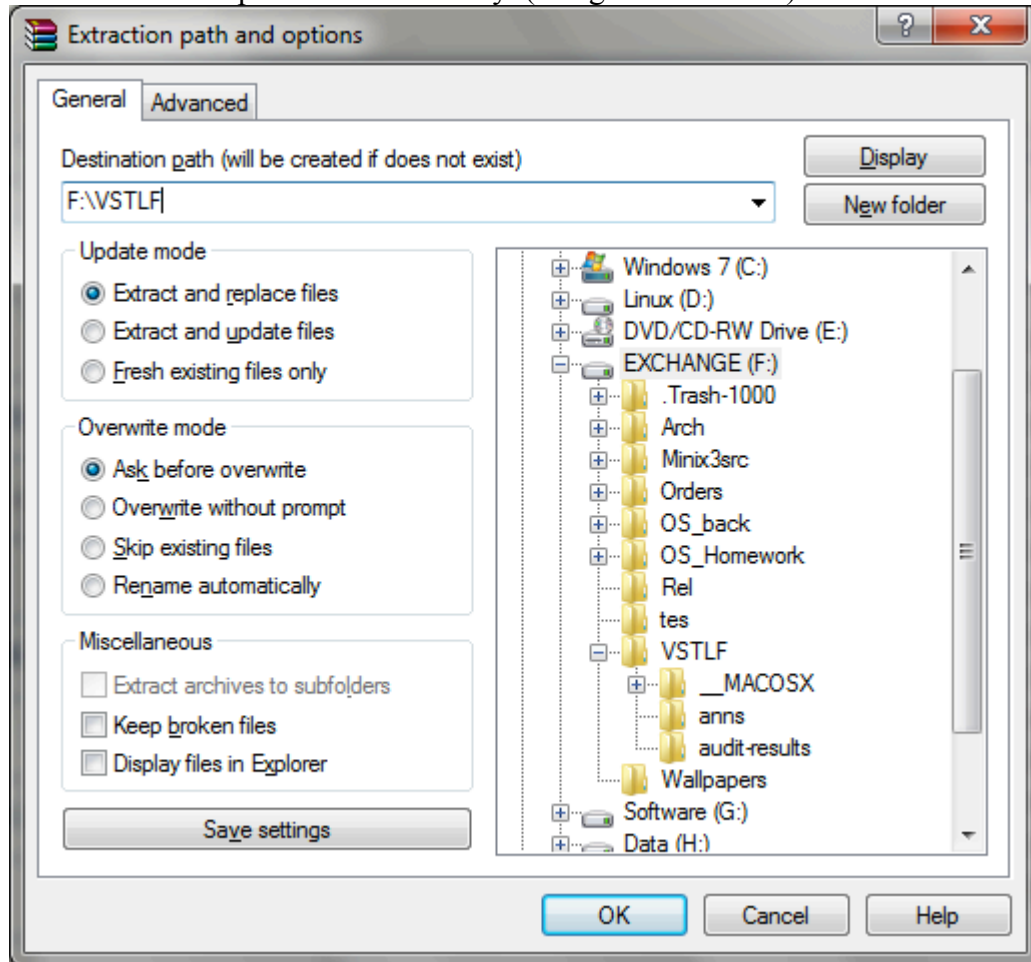 Extraction path and options
General
Advanced
Destination path (will be created if does not exist)
Display
F:\VSTLF
New folder
Update mode
Extract and replace files
Extract and update files
Fresh existing files only
Overwrite mode
Ask before overwrite
Overwrite without prompt
Skip existing files
Rename automatically
Miscellaneous
Extract archives to subfolders
Keep broken files
Display files in Explorer
Save settings
Windows 7 (C:)
Linux (D:)
DVD/CD-RW Drive (E:)
EXCHANGE (F:)
.Trash-1000
Arch
Minix3src
Orders
OS_back
OS_Homework
Rel
tes
VSTLF
__MACOSX
anns
audit-results
Wallpapers
Software (G:)
Data (H:)
OK
Cancel
Help